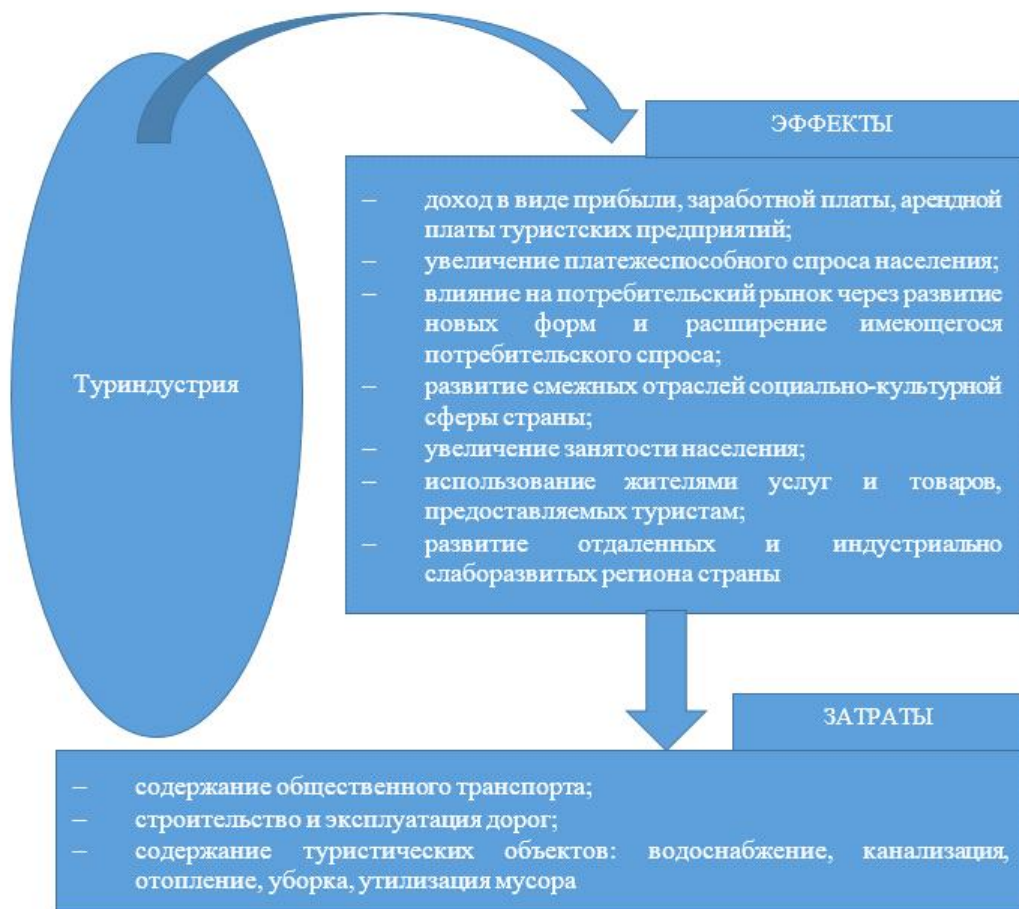 Туриндустрия
ЭФФЕКТЫ
– доход в виде прибыли, заработной платы, арендной
платы туристских предприятий;
– увеличение платежеспособного спроса населения;
– влияние на потребительский рынок через развитие
новых форм и расширение имеющегося
потребительского спроса;
– развитие смежных отраслей социально-культурной
сферы страны;
– увеличение занятости населения;
– использование жителями услуг и товаров,
предоставляемых туристам;
– развитие отдаленных и индустриально
слаборазвитых региона страны
ЗАТРАТЫ
– содержание общественного транспорта;
– строительство и эксплуатация дорог;
– содержание туристических объектов: водоснабжение, канализация,
отопление, уборка, утилизация мусора